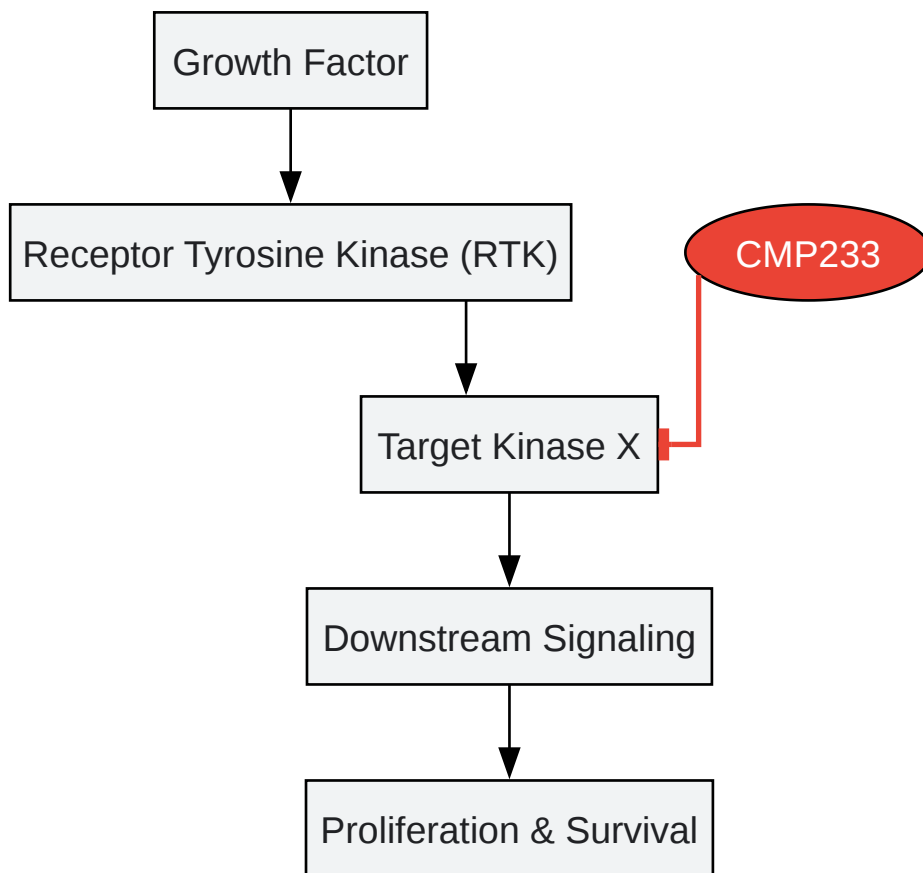 Growth Factor
Receptor Tyrosine Kinase (RTK)
CMP233
Target Kinase X
Downstream Signaling
Proliferation & Survival